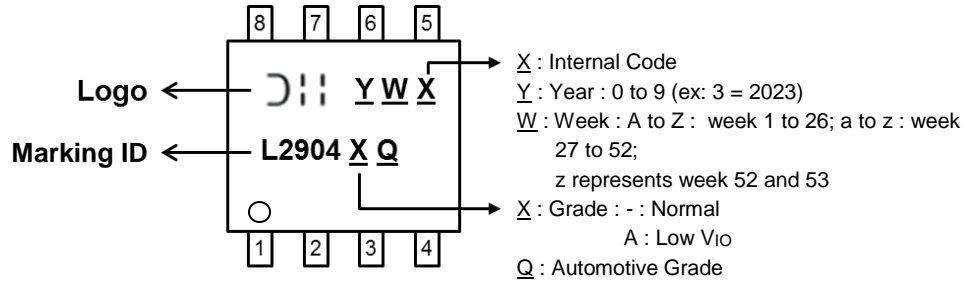 8 7 6 5
Logo
Y W X
Marking ID
L2904 X Q
1 2 3 4
X : Internal Code
Y : Year : 0 to 9 (ex: 3 = 2023)
W : Week : A to Z : week 1 to 26; a to z : week
27 to 52;
z represents week 52 and 53
X : Grade : - : Normal
A : Low VIO
Q : Automotive Grade